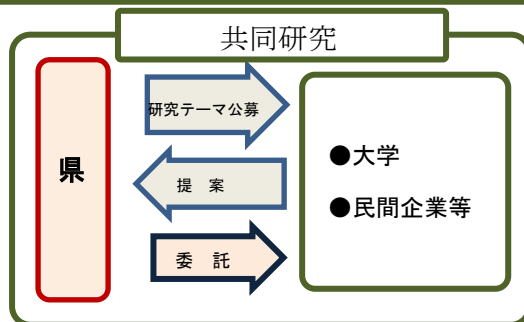 共同研究
県
研究テーマ公募
提　案
委　託
●大学
●民間企業等